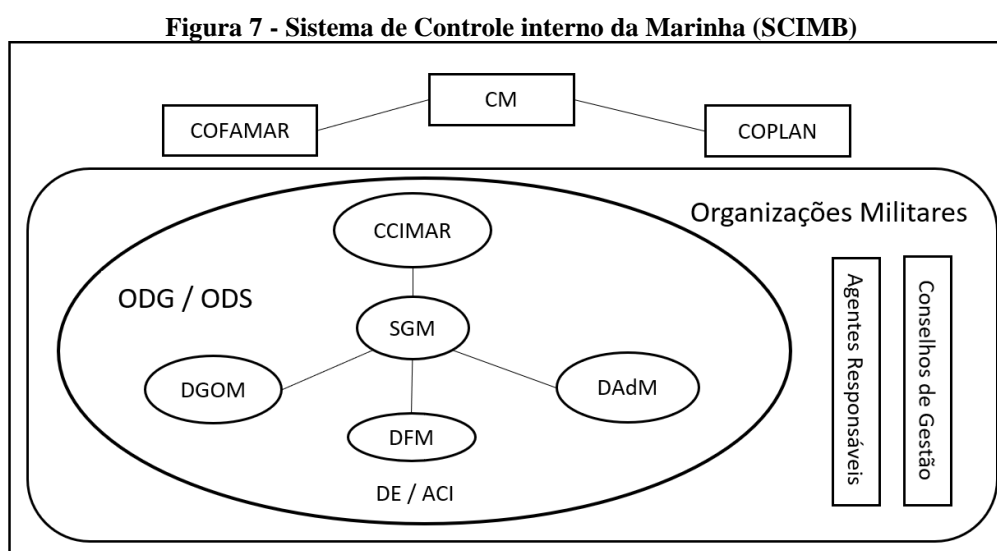 Figura 7 - Sistema de Controle interno da Marinha (SCIMB)
CM
COFAMAR
COPLAN
Organizações Militares
CCIMAR
ODG / ODS
SGM
DGOM
DAdM
DFM
DE / ACI
Agentes Responsáveis
Conselhos de Gestão